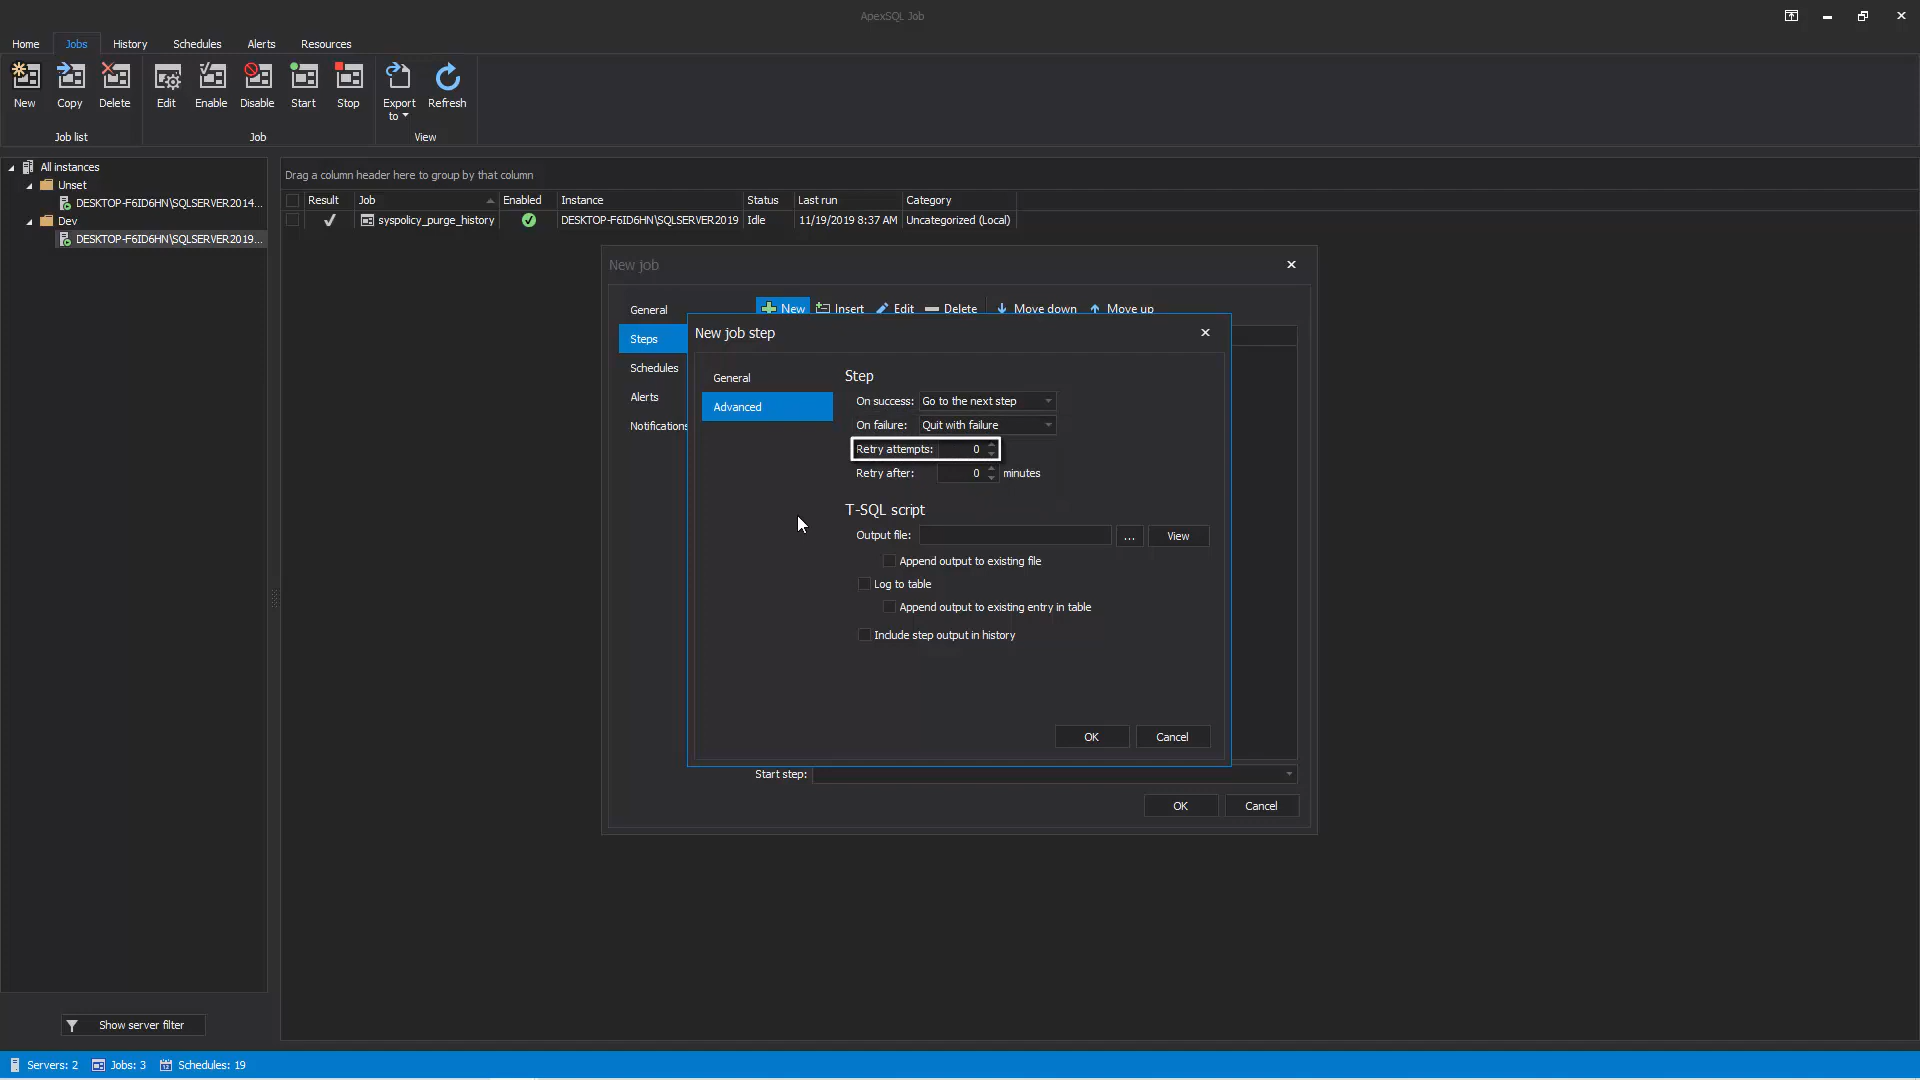 ApexSQL Job
Home Jobs History Schedules Alerts Resources
New Copy Delete Edit Enable Disable Start Stop Export to Refresh
Job list Job View
All instances
Unset
DESKTOP-F6ID6HN\SQLSERVER2014...
Dev
DESKTOP-F6ID6HN\SQLSERVER2019...
Drag a column header here to group by that column
Result Job Enabled Instance Status Last run Category
syspolicy_purge_history DESKTOP-F6ID6HN\SQLSERVER2019 Idle 11/19/2019 8:37 AM Uncategorized (Local)
New job
General
Steps
Schedules
Alerts
Notifications
New Insert Edit Delete Move down Move up
New job step
General
Advanced
Step
On success: Go to the next step
On failure: Quit with failure
Retry attempts: 0
Retry after: 0 minutes
T-SQL script
Output file: ... View
Append output to existing file
Log to table
Append output to existing entry in table
Include step output in history
OK Cancel
Start step:
OK Cancel
Show server filter
Servers: 2 Jobs: 3 Schedules: 19